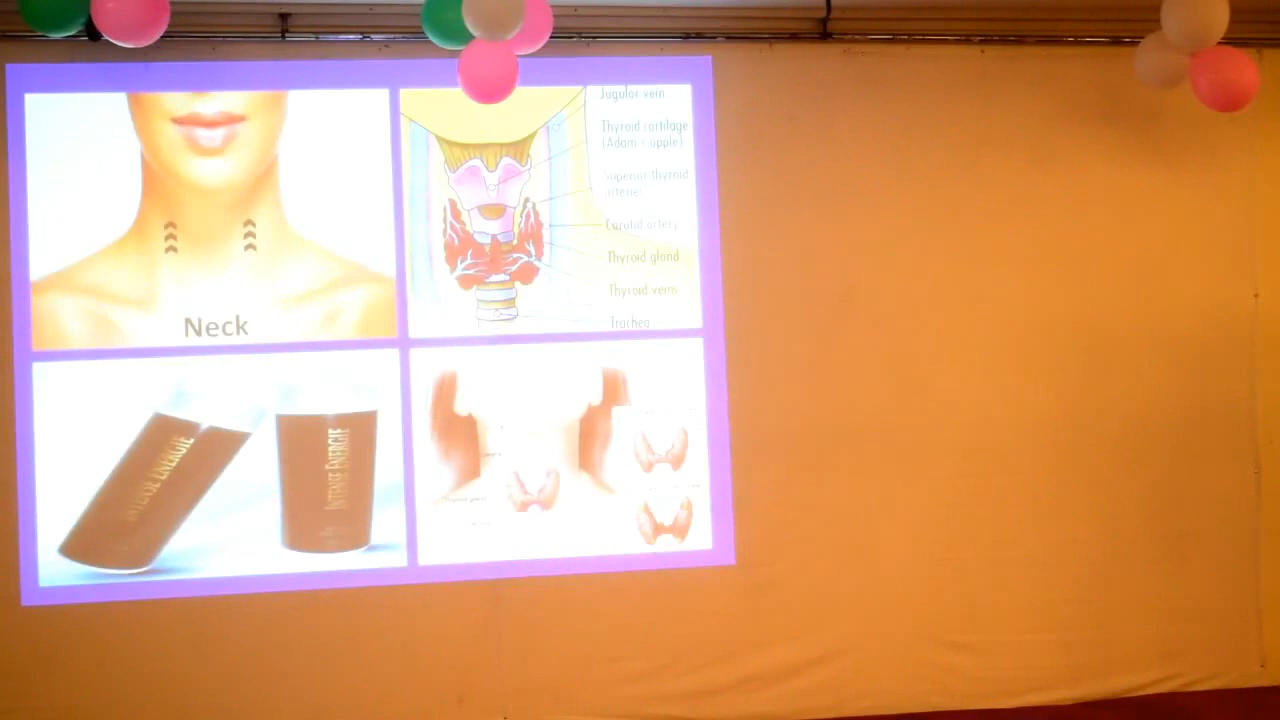 Neck
Jugular vein
Thyroid cartilage
(Adam's apple)
Superior thyroid
arteries
Carotid artery
Thyroid gland
Thyroid veins
Trachea
INTENSE ENERGIE
INTENSE ENERGIE